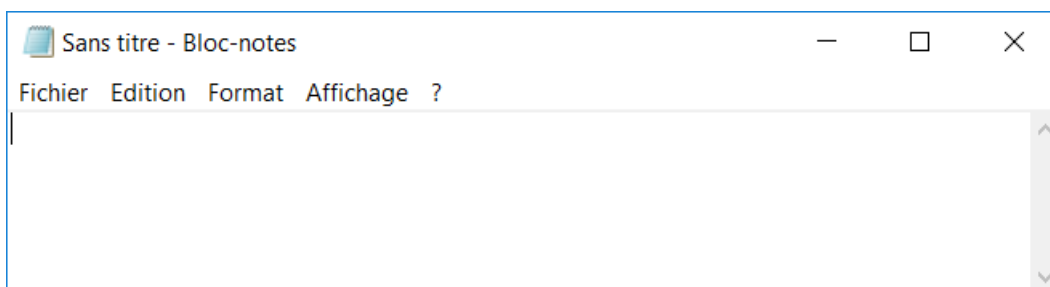 Sans titre - Bloc-notes
Fichier Edition Format Affichage ?